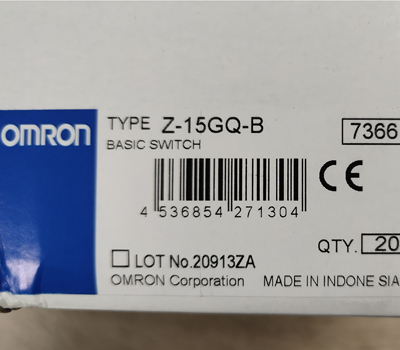 OMRON
TYPE Z-15GQ-B
7366
BASIC SWITCH
CE
4 536854 271304
QTY. 20
LOT No.20913ZA
OMRON Corporation MADE IN INDONE SIA